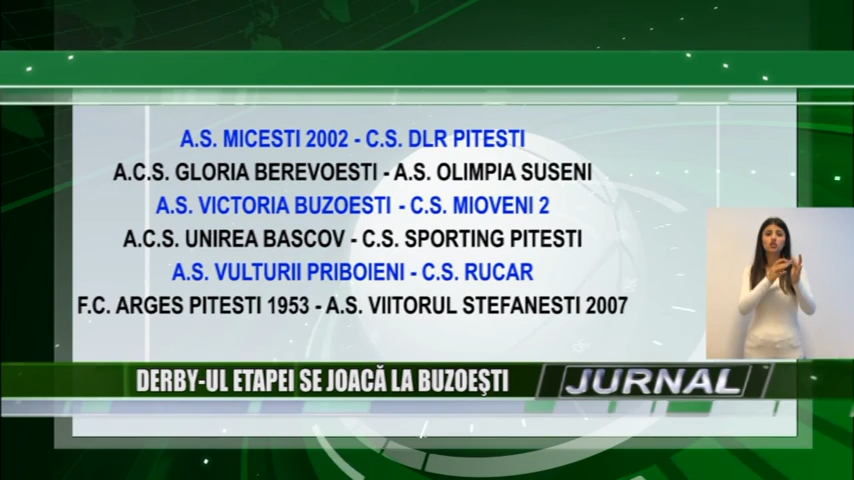 A.S. MICESTI 2002 - C.S. DLR PITESTI
A.C.S. GLORIA BEREVOESTI - A.S. OLIMPIA SUSENI
A.S. VICTORIA BUZOESTI - C.S. MIOVENI 2
A.C.S. UNIREA BASCOV - C.S. SPORTING PITESTI
A.S. VULTURII PRIBOIENI - C.S. RUCAR
F.C. ARGES PITESTI 1953 - A.S. VIITORUL STEFANESTI 2007
DERBY-UL ETAPEI SE JOACĂ LA BUZOEŞTI
JURNAL